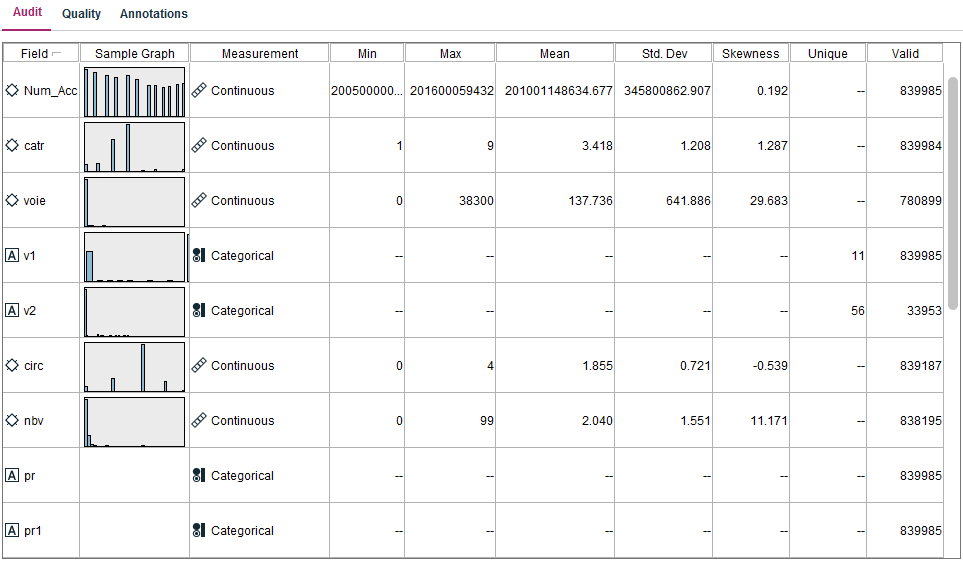 Audit Quality Annotations
Field Sample Graph Measurement Min Max Mean Std. Dev Skewness Unique Valid
Num_Acc Continuous 200500000... 201600059432 201001148634.677 345800862.907 0.192 -- 839985
catr Continuous 1 9 3.418 1.208 1.287 -- 839984
voie Continuous 0 38300 137.736 641.886 29.683 -- 780899
A v1 Categorical -- -- -- -- -- 11 839985
A v2 Categorical -- -- -- -- -- 56 33953
circ Continuous 0 4 1.855 0.721 -0.539 -- 839187
nbv Continuous 0 99 2.040 1.551 11.171 -- 838195
A pr Categorical -- -- -- -- -- -- 839985
A pr1 Categorical -- -- -- -- -- -- 839985